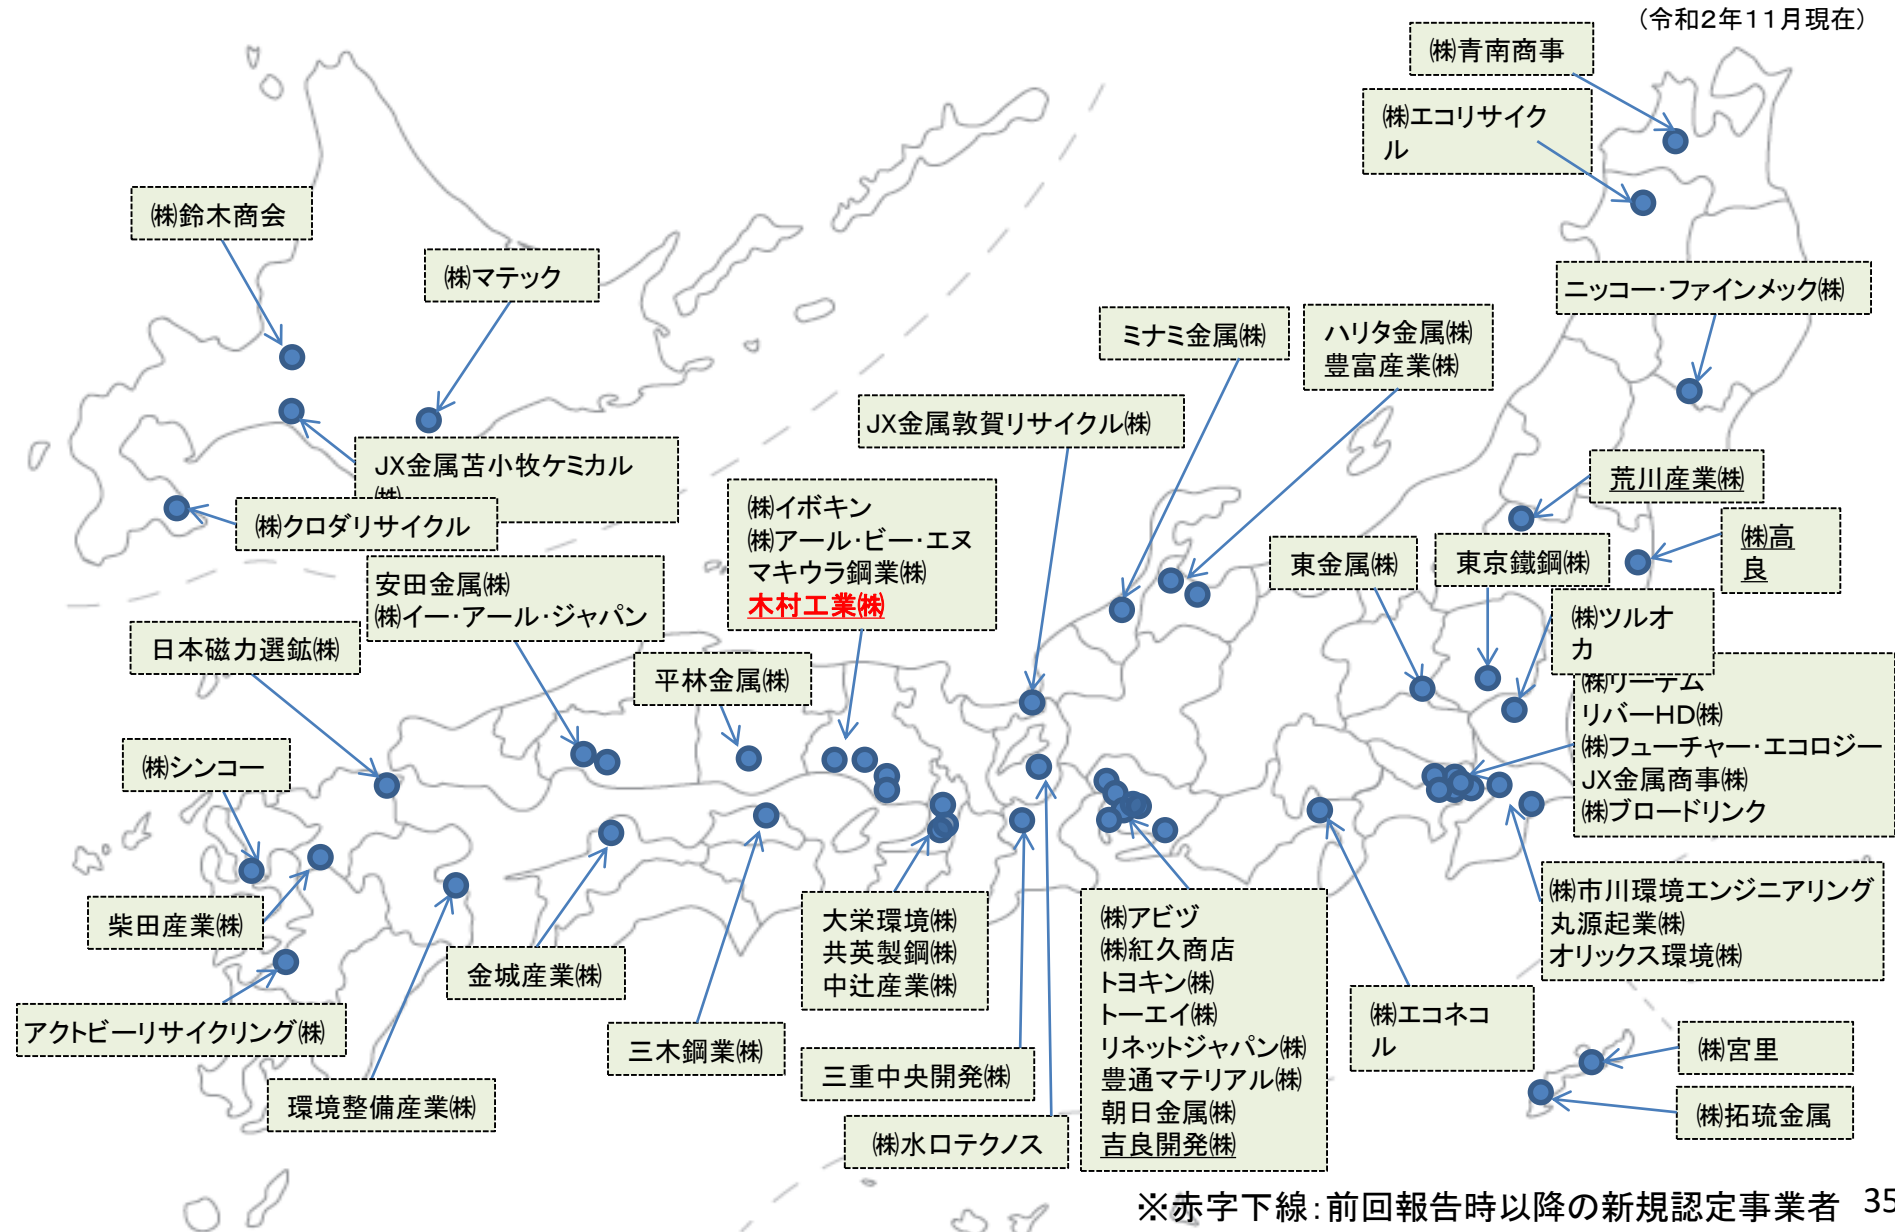 （令和2年11月現在）
㈱青南商事
㈱エコリサイク
ル
㈱鈴木商会
㈱マテック
ニッコー・ファインメック㈱
ミナミ金属㈱
ハリタ金属㈱
豊富産業㈱
JX金属敦賀リサイクル㈱
JX金属苫小牧ケミカル
㈱
㈱クロダリサイクル
荒川産業㈱
㈱高
良
㈱イボキン
㈱アール・ビー・エヌ
マキウラ鋼業㈱
木村工業㈱
東金属㈱
東京鐵鋼㈱
安田金属㈱
㈱イー・アール・ジャパン
㈱ツルオ
カ
日本磁力選鉱㈱
平林金属㈱
㈱リーテム
リバーHD㈱
㈱フューチャー・エコロジー
JX金属商事㈱
㈱ブロードリンク
㈱シンコー
柴田産業㈱
金城産業㈱
大栄環境㈱
共英製鋼㈱
中辻産業㈱
㈱アビヅ
㈱紅久商店
トヨキン㈱
トーエイ㈱
リネットジャパン㈱
豊通マテリアル㈱
朝日金属㈱
吉良開発㈱
㈱市川環境エンジニアリング
丸源起業㈱
オリックス環境㈱
アクトビーリサイクリング㈱
三木鋼業㈱
㈱エコネコ
ル
㈱宮里
三重中央開発㈱
環境整備産業㈱
㈱拓琉金属
㈱水口テクノス
※赤字下線：前回報告時以降の新規認定事業者
35